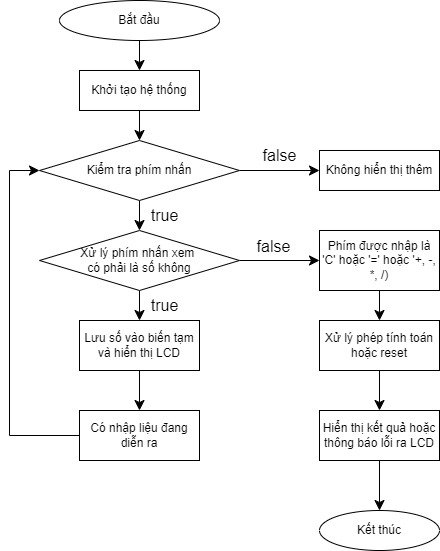 Bắt đầu
Khởi tạo hệ thống
Kiểm tra phím nhấn
false
Không hiển thị thêm
true
Xử lý phím nhấn xem
có phải là số không
false
Phím được nhập là
'C' hoặc '=' hoặc '+, -,
*, /)
true
Lưu số vào biến tạm
và hiển thị LCD
Xử lý phép tính toán
hoặc reset
Có nhập liệu đang
diễn ra
Hiển thị kết quả hoặc
thông báo lỗi ra LCD
Kết thúc